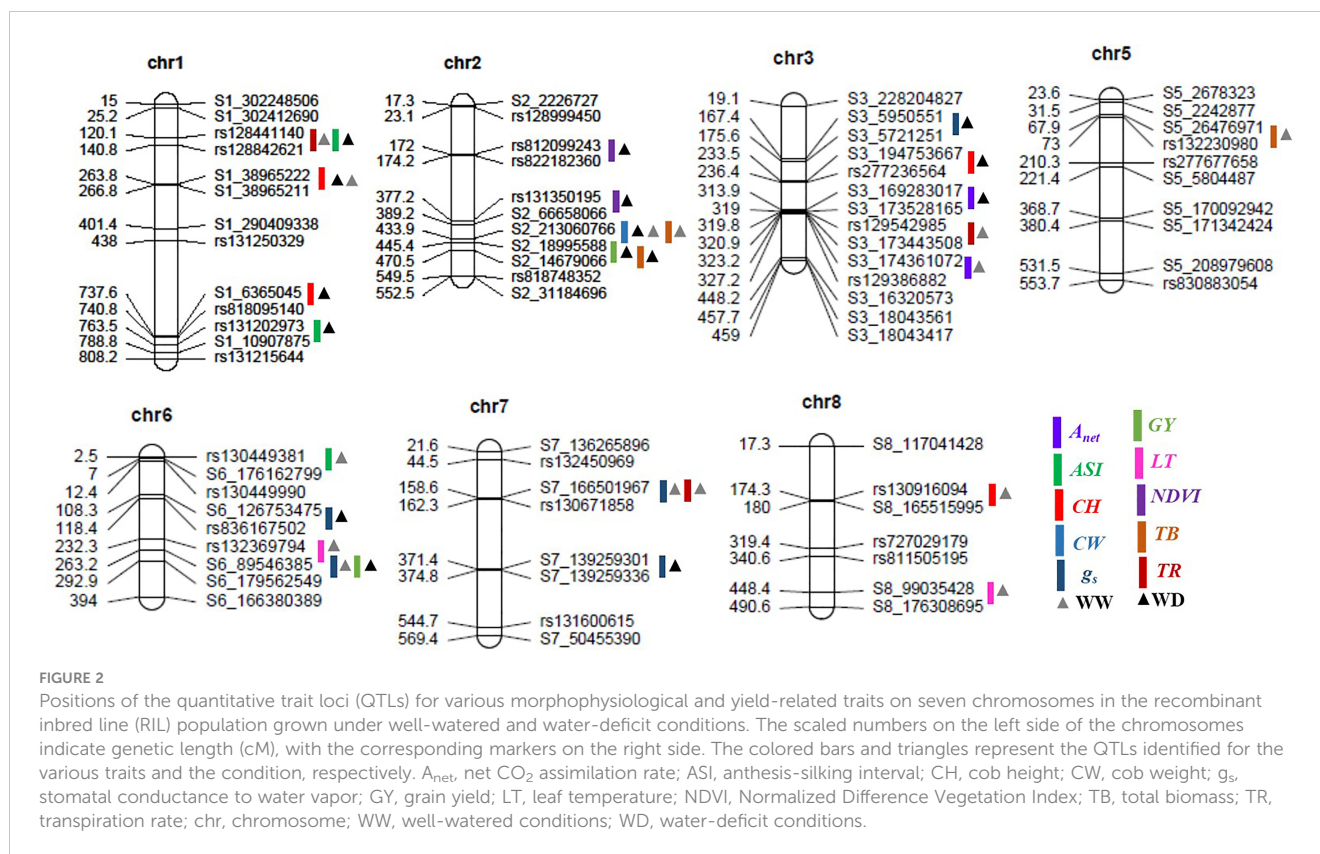 chr1
15 S1_302248506
25.2 S1_302412690
120.1 rs128441140
140.8 rs128842621
263.8 S1_38965222
266.8 S1_38965211
401.4 S1_290409338
438 rs131250329
737.6 S1_6365045
740.8 rs818095140
763.5 rs131202973
788.8 S1_10907875
808.2 rs131215644
chr2
17.3 S2_2226727
23.1 rs128999450
172 rs812099243
174.2 rs822182360
377.2 rs131350195
389.2 S2_66658066
433.9 S2_213060766
445.4 S2_18995588
470.5 S2_14679066
549.5 rs818748352
552.5 S2_31184696
chr3
19.1 S3_228204827
167.4 S3_5950551
175.6 S3_5721251
233.5 S3_194753667
236.4 rs277236564
313.9 S3_169283017
319 S3_173528165
319.8 rs129542985
320.9 S3_173443508
323.2 S3_174361072
327.2 rs129386882
448.2 S3_16320573
457.7 S3_18043561
459 S3_18043417
chr5
23.6 S5_2678323
31.5 S5_2242877
67.9 S5_26476971
73 rs132230980
210.3 rs277677658
221.4 S5_5804487
368.7 S5_170092942
380.4 S5_171342424
531.5 S5_208979608
553.7 rs830883054
chr6
2.5 rs130449381
7 S6_176162799
12.4 rs130449990
108.3 S6_126753475
118.4 rs836167502
232.3 rs132369794
263.2 S6_89546385
292.9 S6_179562549
394 S6_166380389
chr7
21.6 S7_136265896
44.5 rs132450969
158.6 S7_166501967
162.3 rs130671858
371.4 S7_139259301
374.8 S7_139259336
544.7 rs131600615
569.4 S7_50455390
chr8
17.3 S8_117041428
174.3 rs130916094
180 S8_165515995
319.4 rs727029179
340.6 rs811505195
448.4 S8_99035428
490.6 S8_176308695
Anet GY
ASI LT
CH NDVI
CW TB
gs TR
WW WD
FIGURE 2
Positions of the quantitative trait loci (QTLs) for various morphophysiological and yield-related traits on seven chromosomes in the recombinant
inbred line (RIL) population grown under well-watered and water-deficit conditions. The scaled numbers on the left side of the chromosomes
indicate genetic length (cM), with the corresponding markers on the right side. The colored bars and triangles represent the QTLs identified for the
various traits and the condition, respectively. Anet, net CO2 assimilation rate; ASI, anthesis-silking interval; CH, cob height; CW, cob weight; gs,
stomatal conductance to water vapor; GY, grain yield; LT, leaf temperature; NDVI, Normalized Difference Vegetation Index; TB, total biomass; TR,
transpiration rate; chr, chromosome; WW, well-watered conditions; WD, water-deficit conditions.